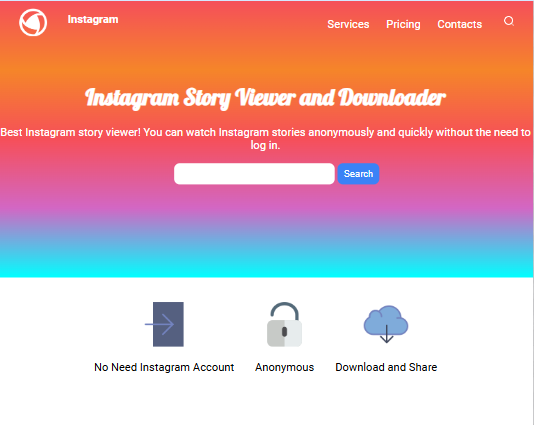 Instagram
Services Pricing Contacts
Instagram Story Viewer and Downloader
Best Instagram story viewer! You can watch Instagram stories anonymously and quickly without the need to
log in.
Search
No Need Instagram Account Anonymous Download and Share